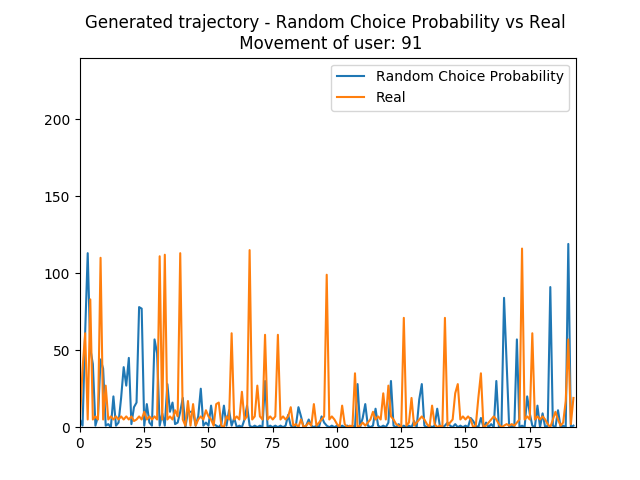 Generated trajectory - Random Choice Probability vs Real
Movement of user: 91
Random Choice Probability
Real
200
150
100
50
0
0 25 50 75 100 125 150 175